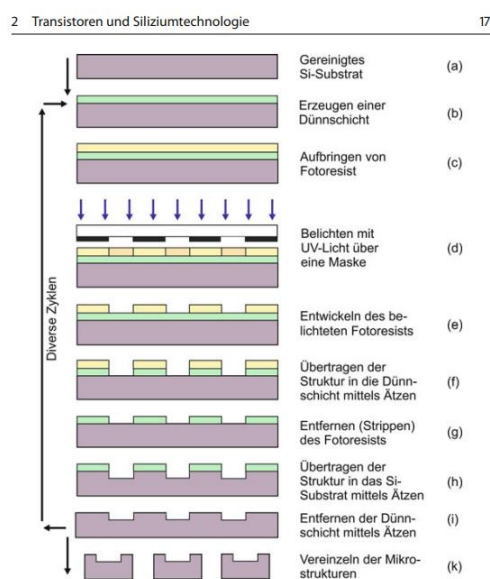 2 Transistoren und Siliziumtechnologie 17
Gereinigtes
Si-Substrat
(a)
Erzeugen einer
Dünnschicht
(b)
Aufbringen von
Fotoresist
(c)
Belichten mit
UV-Licht über
eine Maske
(d)
Entwickeln des be-
lichteten Fotoresists
(e)
Übertragen der
Struktur in die Dünn-
schicht mittels Ätzen
(f)
Entfernen (Strippen)
des Fotoresists
(g)
Übertragen der
Struktur in das Si-
Substrat mittels Ätzen
(h)
Entfernen der Dünn-
schicht mittels Ätzen
(i)
Vereinzeln der Mikro-
strukturen
(k)
Diverse Zyklen